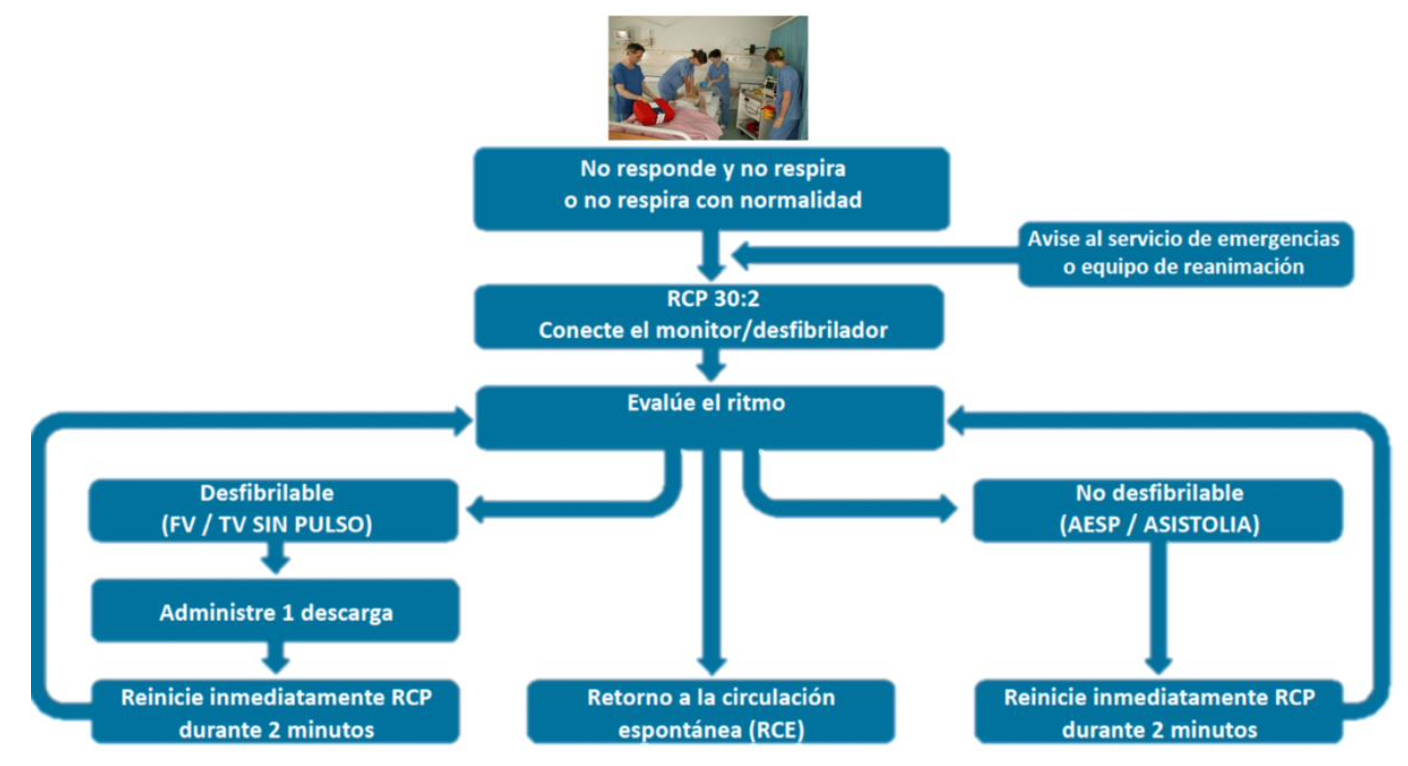 No responde y no respira
o no respira con normalidad
Avise al servicio de emergencias
o equipo de reanimación
RCP 30:2
Conecte el monitor/desfibrilador
Evalúe el ritmo
Desfibrilable
(FV / TV SIN PULSO)
No desfibrilable
(AESP / ASISTOLIA)
Administre 1 descarga
Reinicie inmediatamente RCP
durante 2 minutos
Retorno a la circulación
espontánea (RCE)
Reinicie inmediatamente RCP
durante 2 minutos